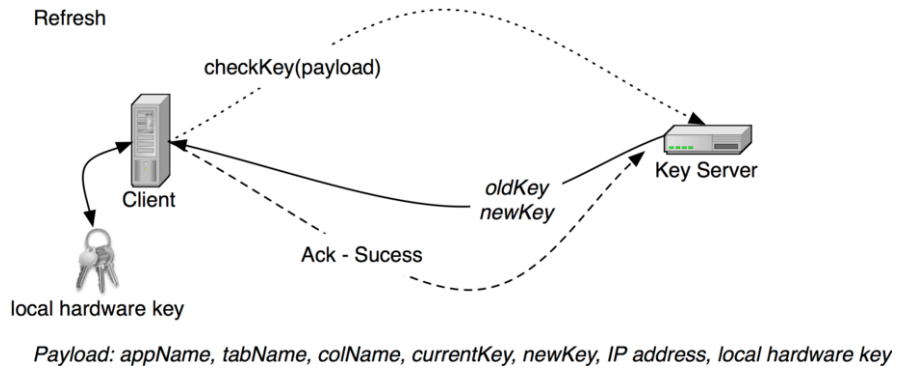 Refresh
checkKey(payload)
Client
Key Server
oldKey
newKey
Ack - Sucess
local hardware key
Payload: appName, tabName, colName, currentKey, newKey, IP address, local hardware key